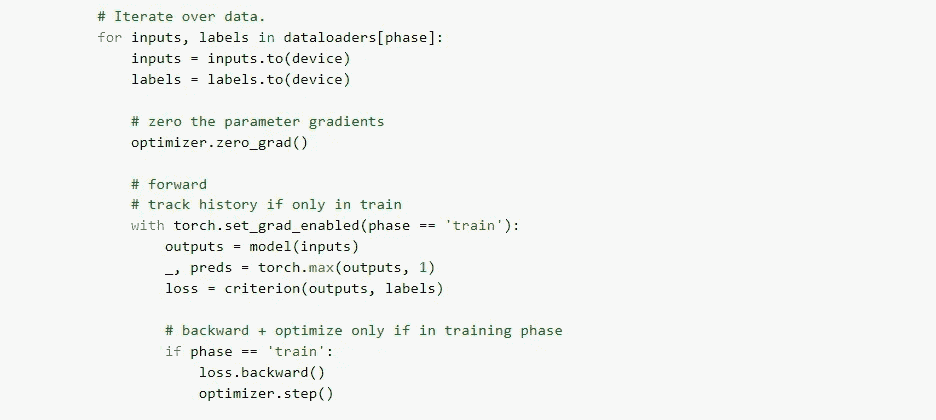 # Iterate over data.
for inputs, labels in dataloaders[phase]:
inputs = inputs.to(device)
labels = labels.to(device)
# zero the parameter gradients
optimizer.zero_grad()
# forward
# track history if only in train
with torch.set_grad_enabled(phase == 'train'):
outputs = model(inputs)
_, preds = torch.max(outputs, 1)
loss = criterion(outputs, labels)
# backward + optimize only if in training phase
if phase == 'train':
loss.backward()
optimizer.step()